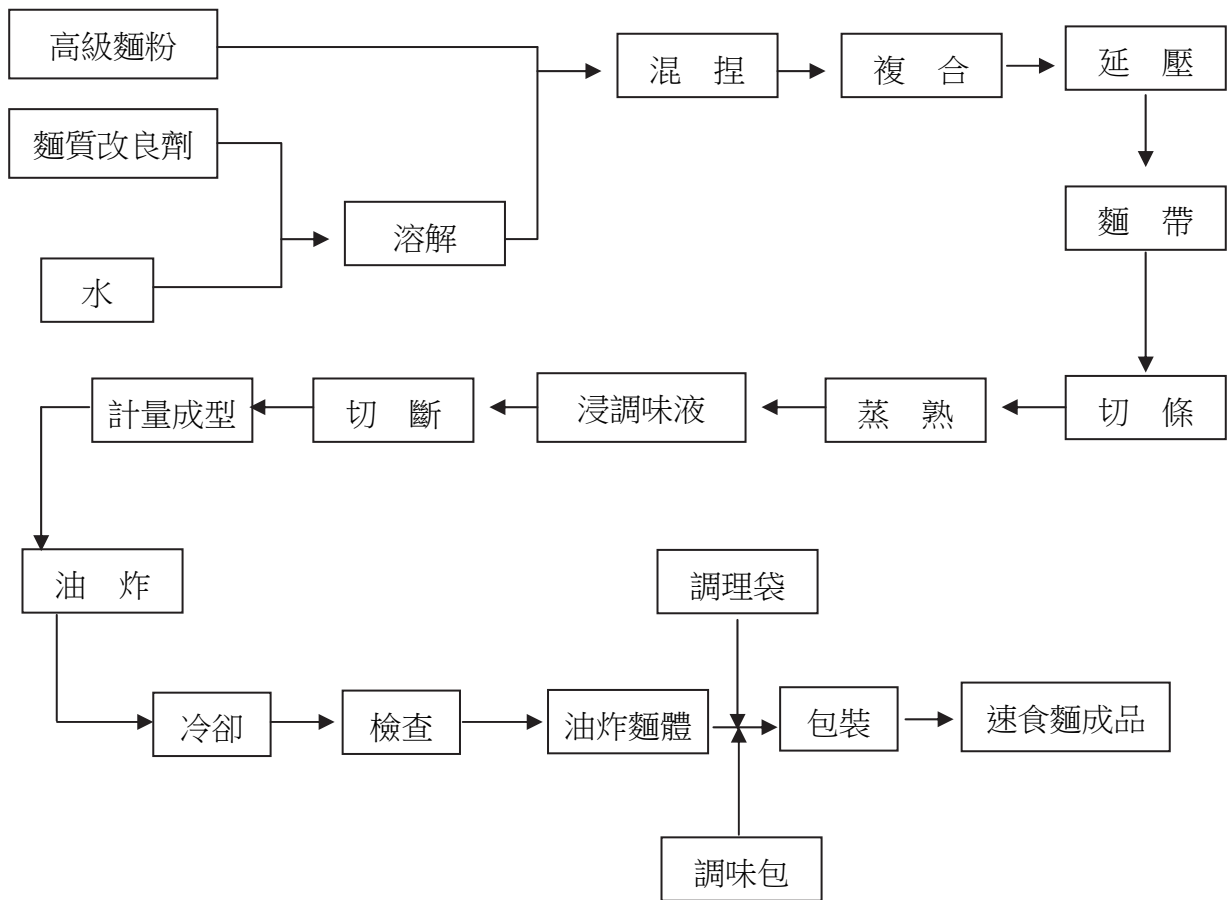 高級麵粉
混 捏
複 合
延 壓
麵質改良劑
溶解
麵 帶
水
計量成型
切 斷
浸調味液
蒸 熟
切 條
油 炸
調理袋
冷卻
檢查
油炸麵體
包裝
速食麵成品
調味包